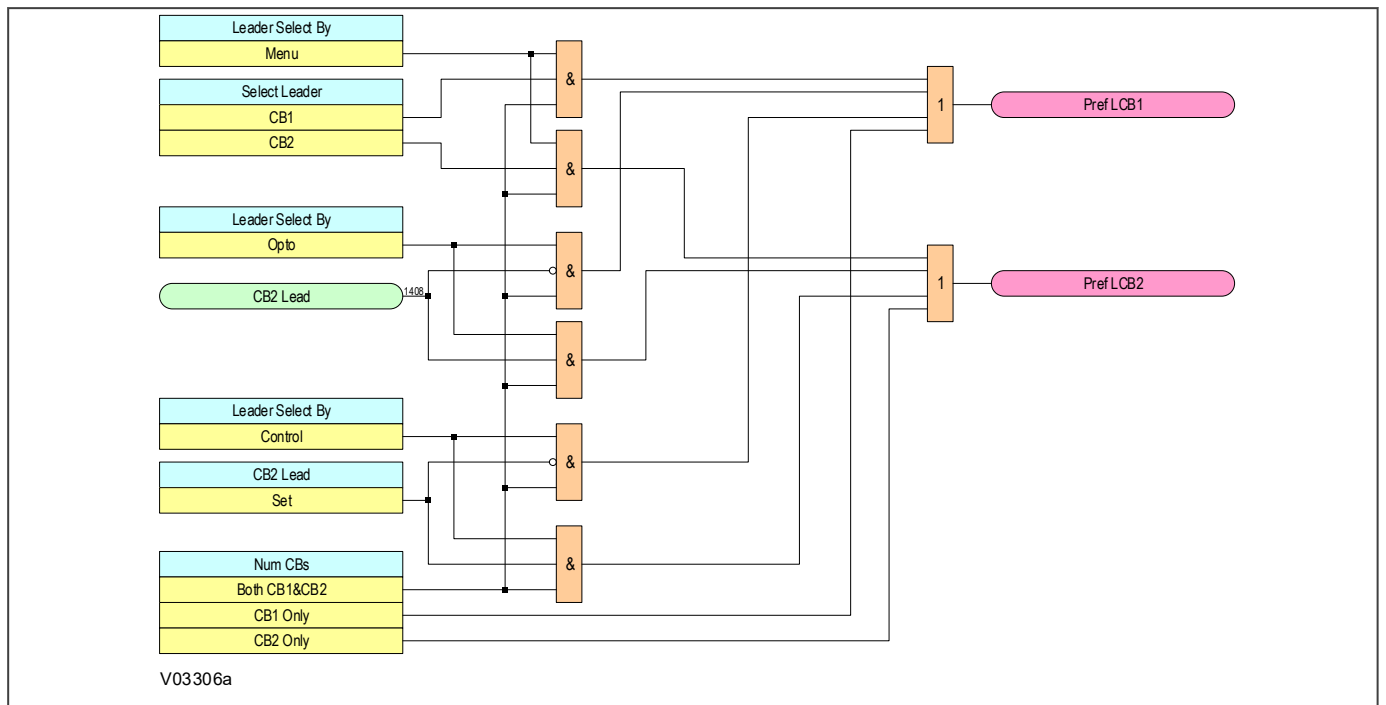 Leader Select By
Menu
Select Leader
CB1
CB2
Leader Select By
Opto
CB2 Lead
1408
Leader Select By
Control
CB2 Lead
Set
Num CBs
Both CB1&CB2
CB1 Only
CB2 Only
&
&
&
&
&
&
1
Pref LCB1
1
Pref LCB2
V03306a